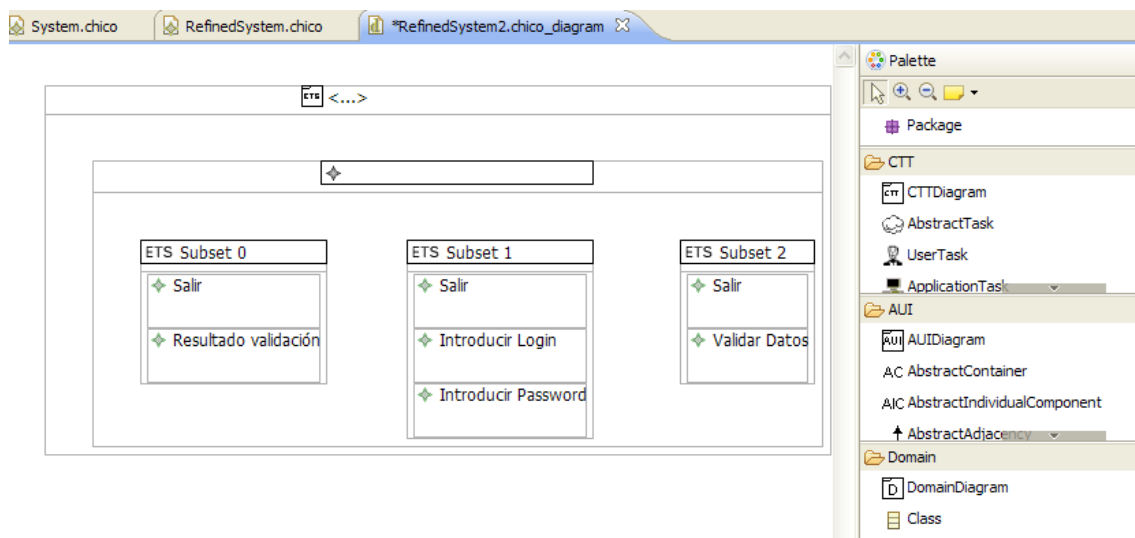 System.chico
RefinedSystem.chico
*RefinedSystem2.chico_diagram
ETS <...>
ETS Subset 0
Salir
Resultado validación
ETS Subset 1
Salir
Introducir Login
Introducir Password
ETS Subset 2
Salir
Validar Datos
Palette
Package
CTT
CTT CTTDiagram
AbstractTask
UserTask
ApplicationTask
AUI
AUI AUIDiagram
AC AbstractContainer
AIC AbstractIndividualComponent
AbstractAdjacency
Domain
D DomainDiagram
Class